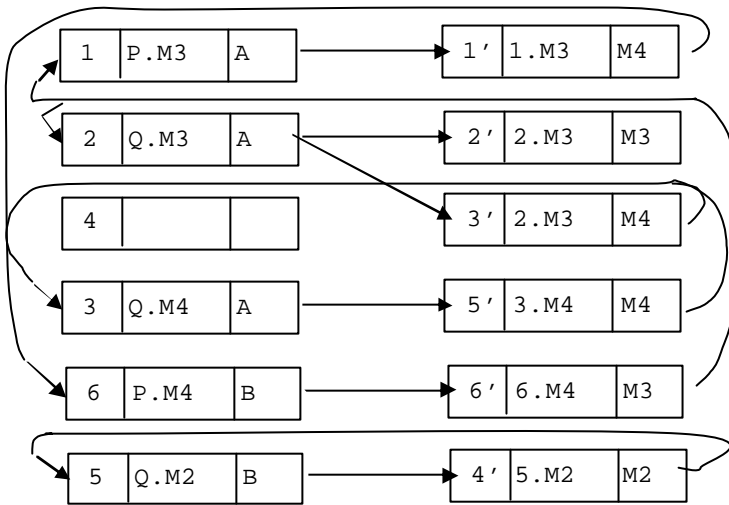 1 P.M3 A 1' 1.M3 M4
2 Q.M3 A 2' 2.M3 M3
4 3' 2.M3 M4
3 Q.M4 A 5' 3.M4 M4
6 P.M4 B 6' 6.M4 M3
5 Q.M2 B 4' 5.M2 M2